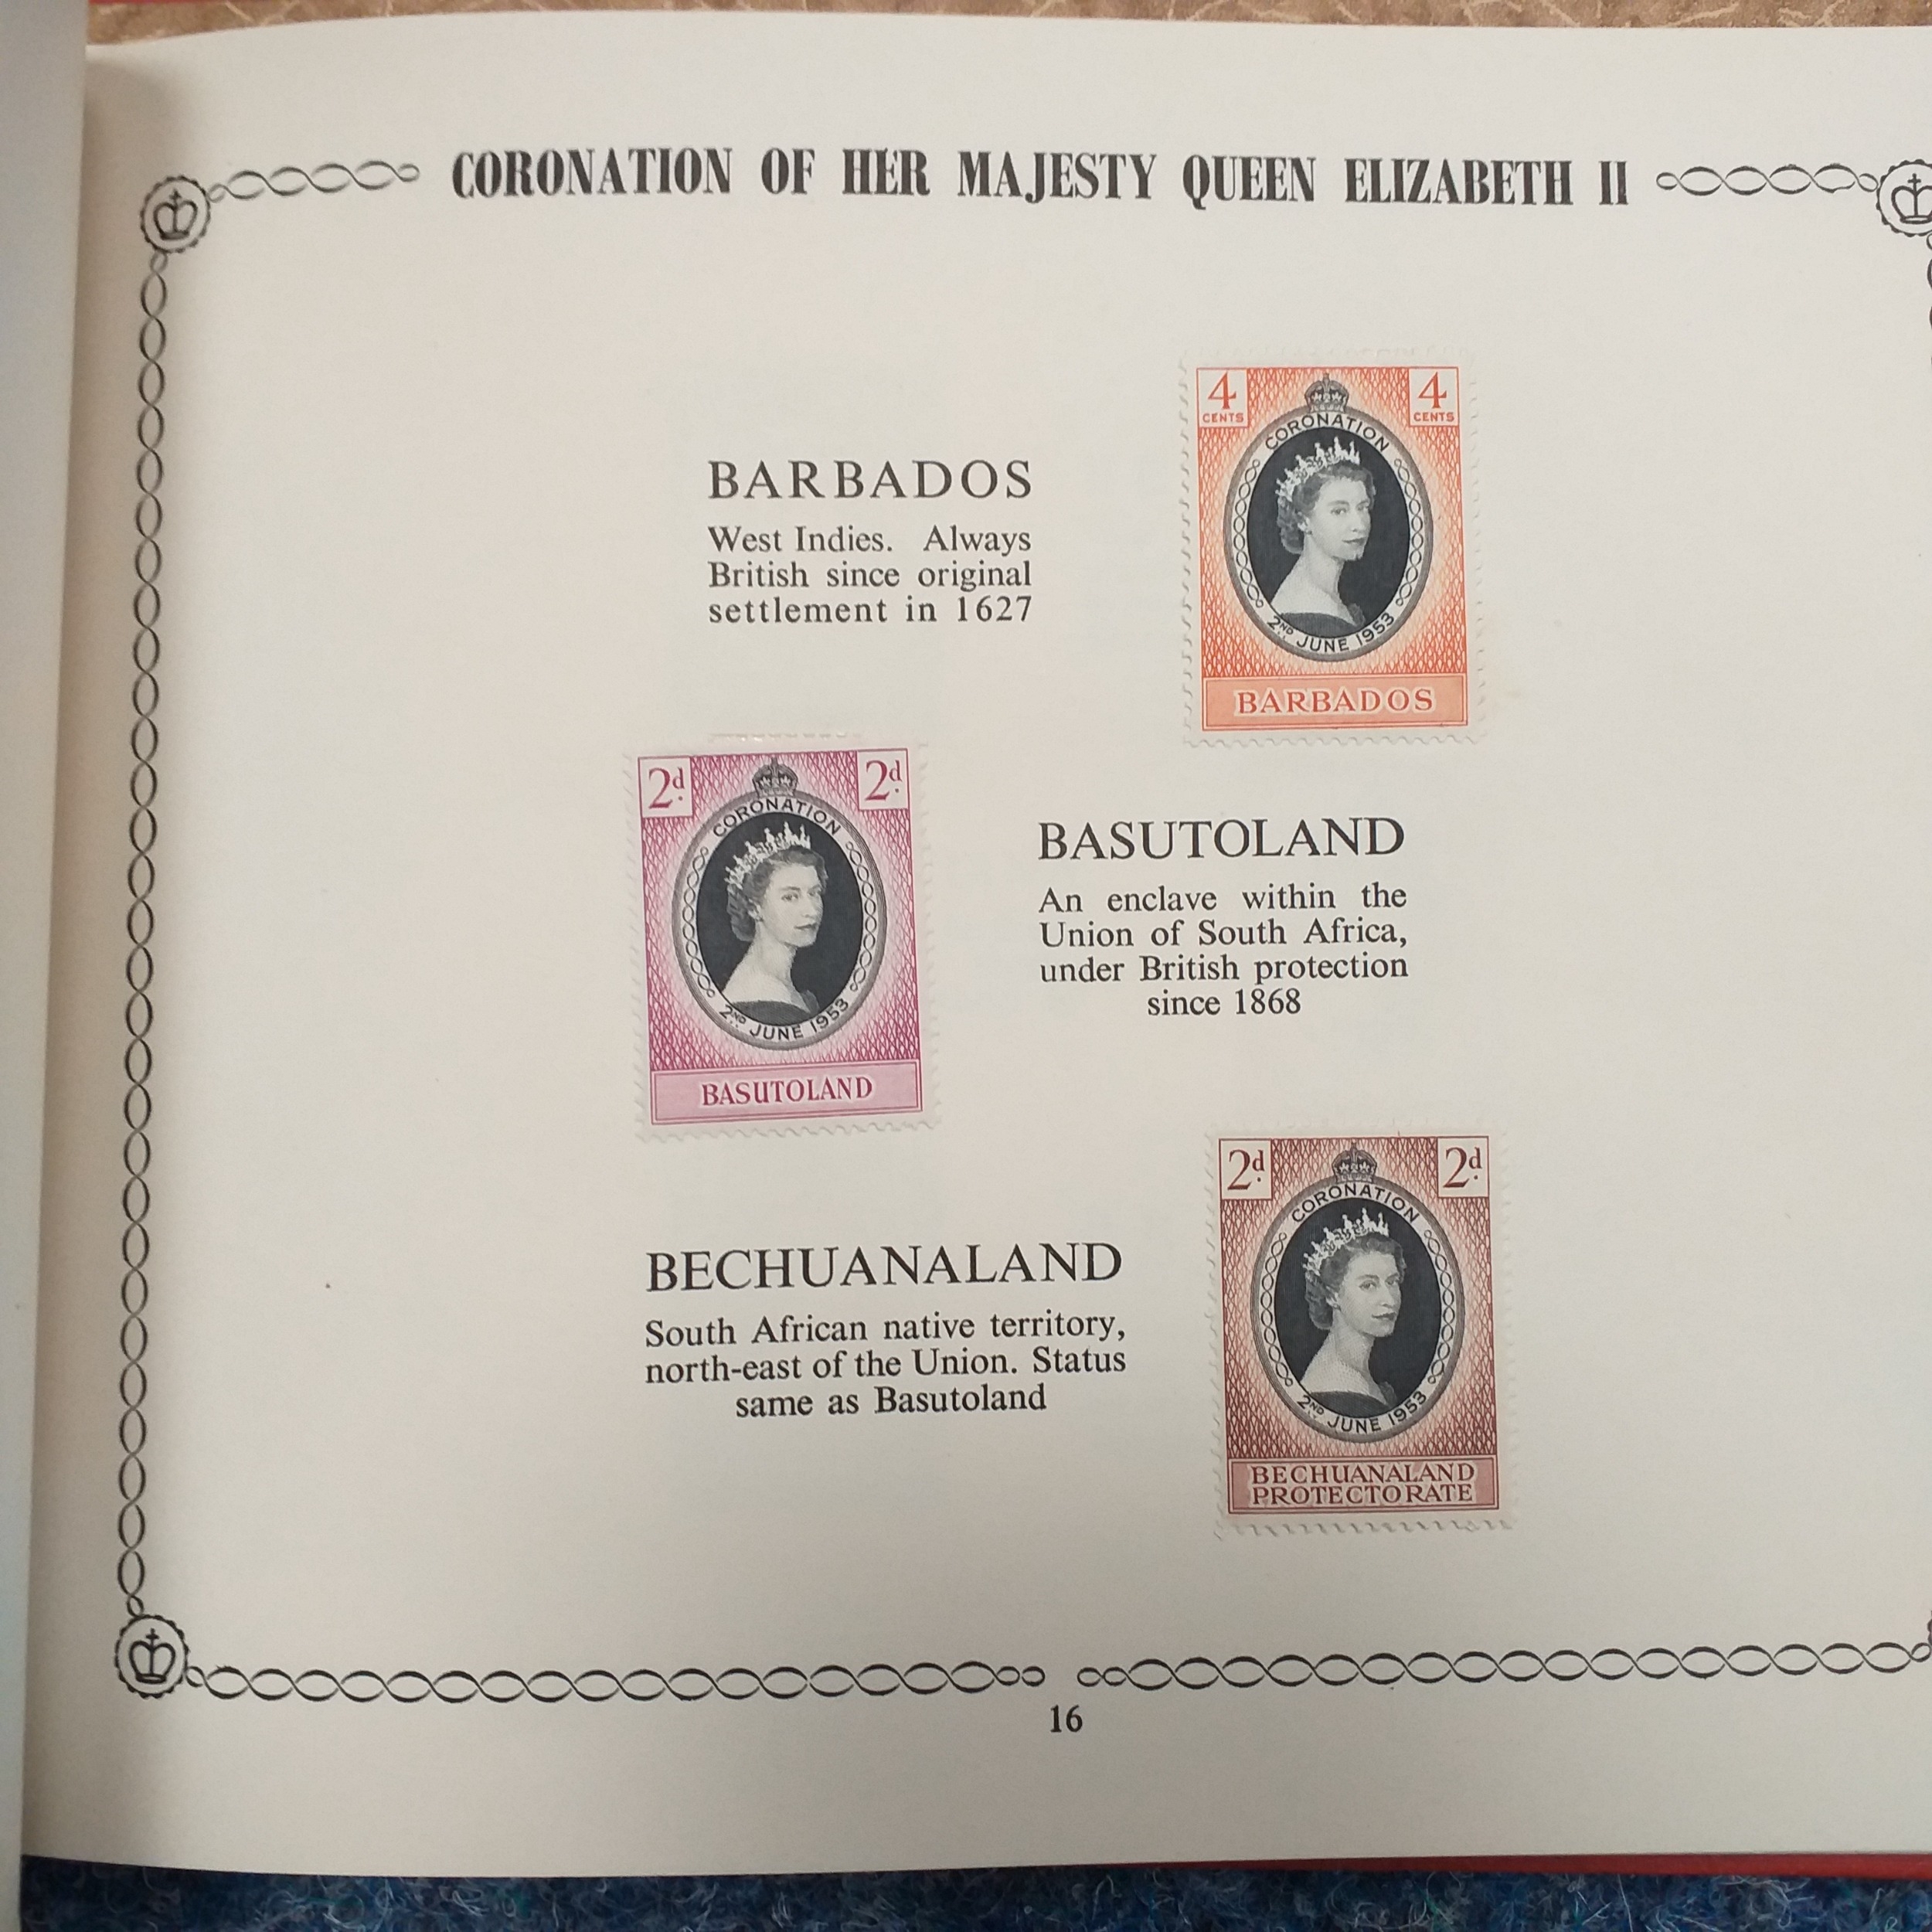 CORONATION OF HER MAJESTY QUEEN ELIZABETH II
BARBADOS
West Indies. Always
British since original
settlement in 1627
4 CENTS 4 CENTS
CORONATION
2ND JUNE 1953
BARBADOS
2d. 2d.
CORONATION
2ND JUNE 1953
BASUTOLAND
BASUTOLAND
An enclave within the
Union of South Africa,
under British protection
since 1868
BECHUANALAND
South African native territory,
north-east of the Union. Status
same as Basutoland
2d. 2d.
CORONATION
2ND JUNE 1953
BECHUANALAND
PROTECTORATE
16